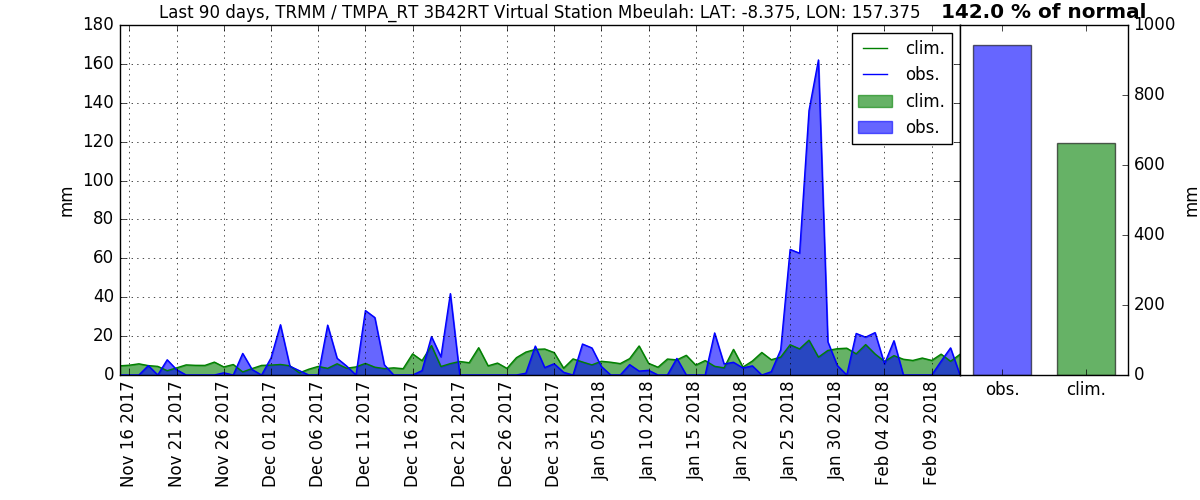 Last 90 days, TRMM / TMPA_RT 3B42RT Virtual Station Mbeulah: LAT: -8.375, LON: 157.375
142.0 % of normal
180
160
140
120
100
80
60
40
20
0
mm
clim.
obs.
clim.
obs.
1000
800
600
400
200
0
mm
Nov 16 2017
Nov 21 2017
Nov 26 2017
Dec 01 2017
Dec 06 2017
Dec 11 2017
Dec 16 2017
Dec 21 2017
Dec 26 2017
Dec 31 2017
Jan 05 2018
Jan 10 2018
Jan 15 2018
Jan 20 2018
Jan 25 2018
Jan 30 2018
Feb 04 2018
Feb 09 2018
obs.
clim.